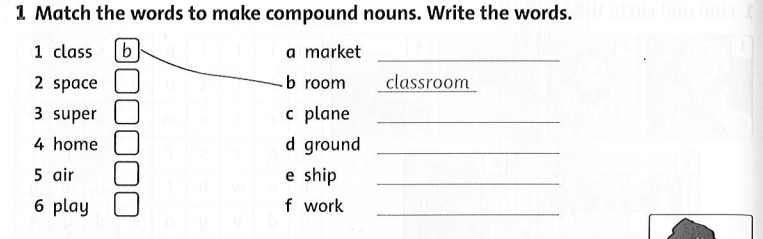 1 Match the words to make compound nouns. Write the words.
1 class b a market
2 space b room classroom
3 super c plane
4 home d ground
5 air e ship
6 play f work